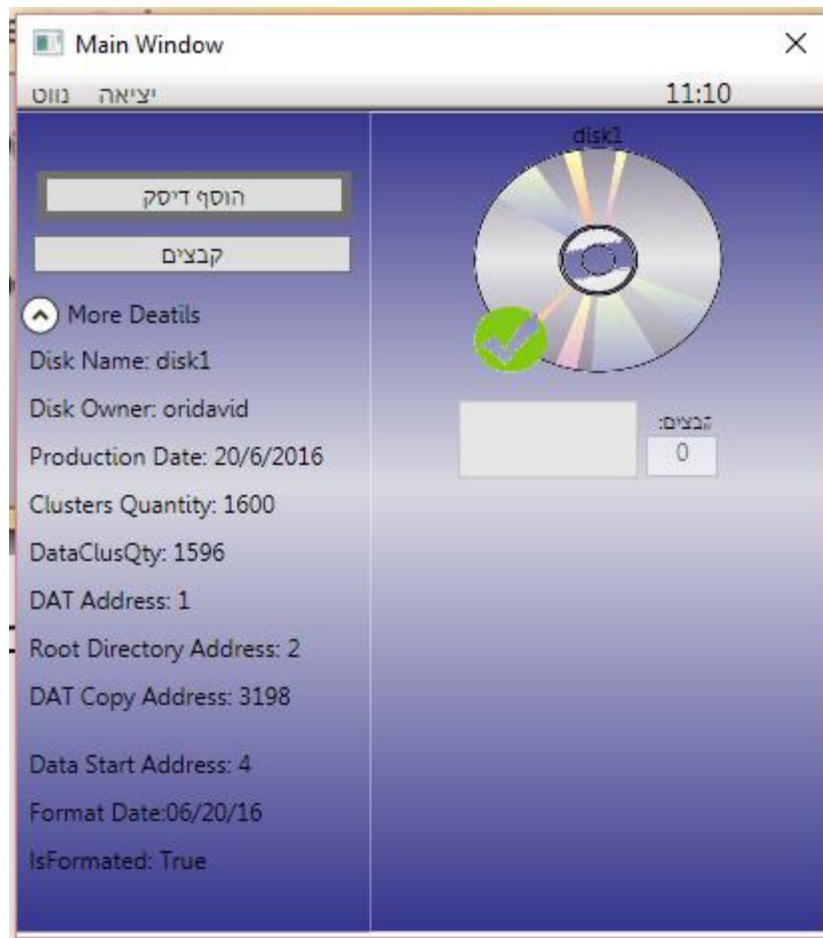 Main Window
יציאה נווט
11:10
disk1
הוסף דיסק
קבצים
More Deatils
Disk Name: disk1
Disk Owner: oridavid
Production Date: 20/6/2016
Clusters Quantity: 1600
DataClusQty: 1596
DAT Address: 1
Root Directory Address: 2
DAT Copy Address: 3198
Data Start Address: 4
Format Date:06/20/16
IsFormated: True
קבצים:
0